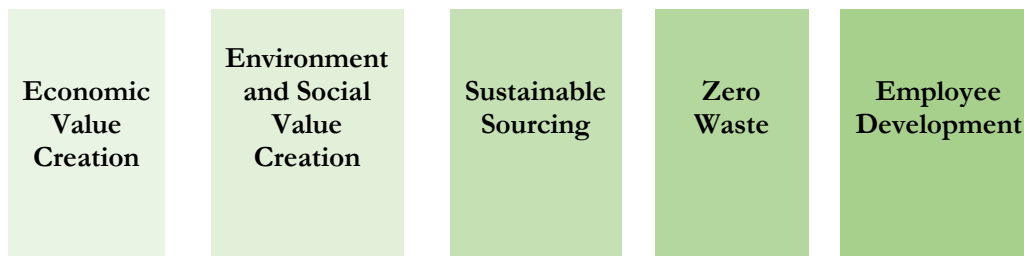 Economic
Value
Creation
Environment
and Social
Value
Creation
Sustainable
Sourcing
Zero
Waste
Employee
Development